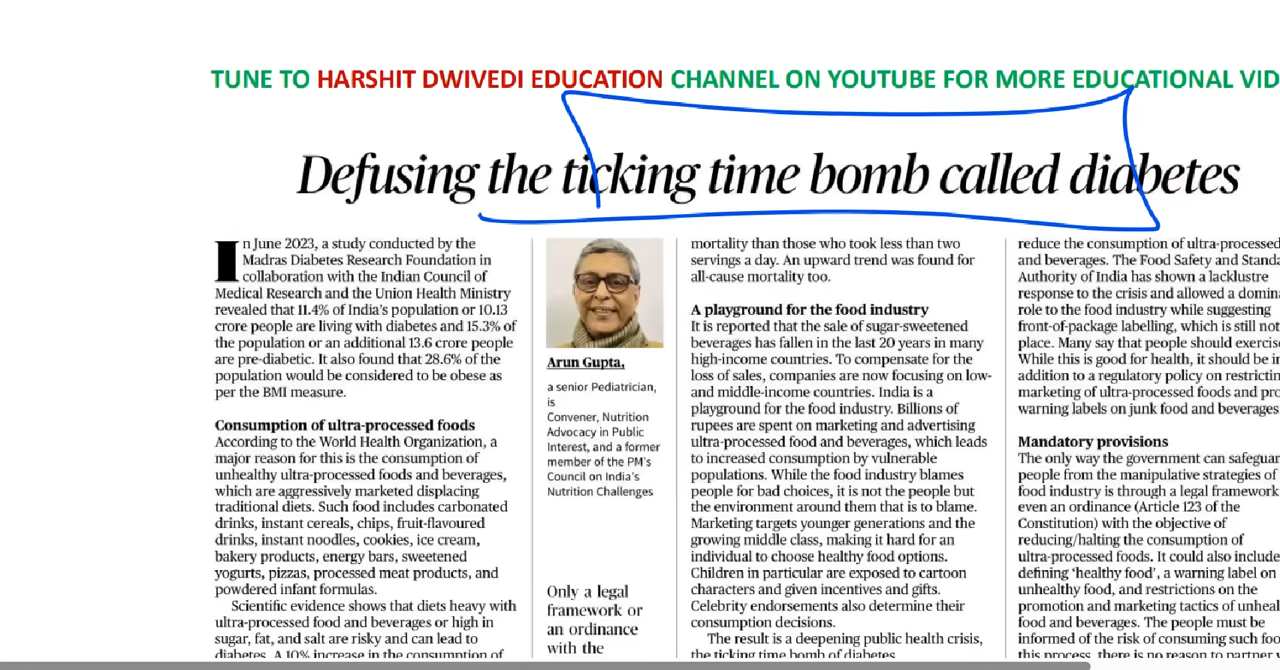 TUNE TO HARSHIT DWIVEDI EDUCATION CHANNEL ON YOUTUBE FOR MORE EDUCATIONAL VID
Defusing the ticking time bomb called diabetes
In June 2023, a study conducted by the
Madras Diabetes Research Foundation in
collaboration with the Indian Council of
Medical Research and the Union Health Ministry
revealed that 11.4% of India's population or 10.13
crore people are living with diabetes and 15.3% of
the population or an additional 13.6 crore people
are pre-diabetic. It also found that 28.6% of the
population would be considered to be obese as
per the BMI measure.
Consumption of ultra-processed foods
According to the World Health Organization, a
major reason for this is the consumption of
unhealthy ultra-processed foods and beverages,
which are aggressively marketed displacing
traditional diets. Such food includes carbonated
drinks, instant cereals, chips, fruit-flavoured
drinks, instant noodles, cookies, ice cream,
bakery products, energy bars, sweetened
yogurts, pizzas, processed meat products, and
powdered infant formulas.
Scientific evidence shows that diets heavy with
ultra-processed food and beverages or high in
sugar, fat, and salt are risky and can lead to
diabetes. A 10% increase in the consumption of
Arun Gupta,
a senior Pediatrician,
is
Convener, Nutrition
Advocacy in Public
Interest, and a former
member of the PM's
Council on India's
Nutrition Challenges
Only a legal
framework or
an ordinance
with the
mortality than those who took less than two
servings a day. An upward trend was found for
all-cause mortality too.
A playground for the food industry
It is reported that the sale of sugar-sweetened
beverages has fallen in the last 20 years in many
high-income countries. To compensate for the
loss of sales, companies are now focusing on low-
and middle-income countries. India is a
playground for the food industry. Billions of
rupees are spent on marketing and advertising
ultra-processed food and beverages, which leads
to increased consumption by vulnerable
populations. While the food industry blames
people for bad choices, it is not the people but
the environment around them that is to blame.
Marketing targets younger generations and the
growing middle class, making it hard for an
individual to choose healthy food options.
Children in particular are exposed to cartoon
characters and given incentives and gifts.
Celebrity endorsements also determine their
consumption decisions.
The result is a deepening public health crisis,
the ticking time bomb of diabetes.
reduce the consumption of ultra-processed
and beverages. The Food Safety and Standa
Authority of India has shown a lacklustre
response to the crisis and allowed a domina
role to the food industry while suggesting
front-of-package labelling, which is still not
place. Many say that people should exercise
While this is good for health, it should be in
addition to a regulatory policy on restrictin
marketing of ultra-processed foods and pro
warning labels on junk food and beverages
Mandatory provisions
The only way the government can safeguar
people from the manipulative strategies of
food industry is through a legal framework
even an ordinance (Article 123 of the
Constitution) with the objective of
reducing/halting the consumption of
ultra-processed foods. It could also include
defining 'healthy food', a warning label on
unhealthy food, and restrictions on the
promotion and marketing tactics of unheal
food and beverages. The people must be
informed of the risk of consuming such foo
this process, there is no reason to partner w